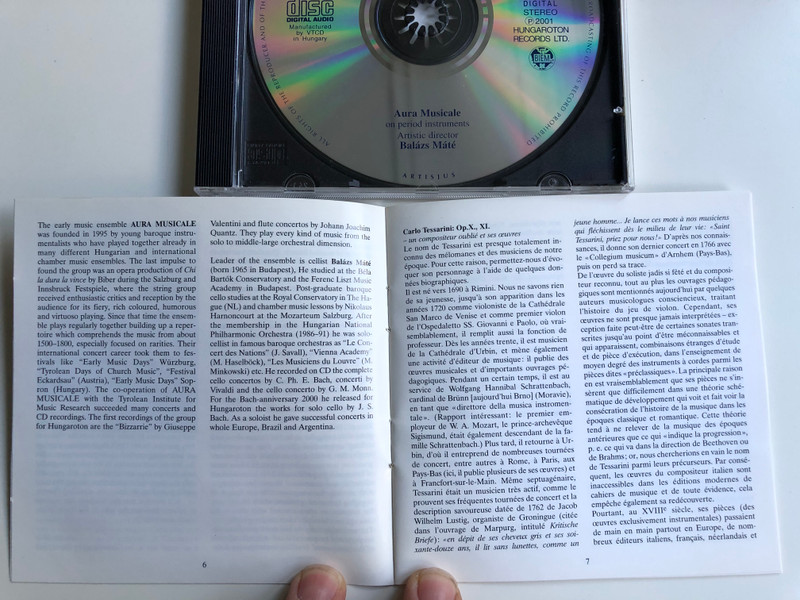 disc
DIGITAL AUDIO
Manufactured
by VTCD
in Hungary
DIGITAL
STEREO
℗ 2001
HUNGAROTON
RECORDS LTD.
BIEM
ALL RIGHTS OF THE PRODUCER AND OF THE
BROADCASTING OF THIS RECORD PROHIBITED
Aura Musicale
on period instruments
Artistic director
Balázs Máté
ARTISJUS
The early music ensemble AURA MUSICALE
was founded in 1995 by young baroque instru-
mentalists who have played together already in
many different Hungarian and international
chamber music ensembles. The last impulse to
found the group was an opera production of Chi
la dura la vince by Biber during the Salzburg and
Innsbruck Festspiele, where the string group
received enthusiastic critics and reception by the
audience for its fiery, rich coloured, humorous
and virtuoso playing. Since that time the ensem-
ble plays regularly together building up a reper-
toire which comprehends the music from about
1500–1800, especially focused on rarities. Their
international concert career took them to fes-
tivals like "Early Music Days" Würzburg,
"Tyrolean Days of Church Music", "Festival
Eckardsau" (Austria), "Early Music Days" Sop-
ron (Hungary). The co-operation of AURA
MUSICALE with the Tyrolean Institute for
Music Research succeeded many concerts and
CD recordings. The first recordings of the group
for Hungaroton are the "Bizzarrie" by Giuseppe
Valentini and flute concertos by Johann Joachim
Quantz. They play every kind of music from the
solo to middle-large orchestral dimension.
Leader of the ensemble is cellist Balázs Máté
(born 1965 in Budapest). He studied at the Béla
Bartók Conservatory and the Ferenc Liszt Music
Academy in Budapest. Post-graduate baroque
cello studies at the Royal Conservatory in The Ha-
gue (NL) and chamber music lessons by Nikolaus
Harnoncourt at the Mozarteum Salzburg. After
the membership in the Hungarian National
Philharmonic Orchestra (1986–91) he was solo-
cellist in famous baroque orchestras as "Le Con-
cert des Nations" (J. Savall), "Vienna Academy"
(M. Haselböck), "Les Musiciens du Louvre" (M.
Minkowski) etc. He recorded on CD the complete
cello concertos by C. Ph. E. Bach, concerti by
Vivaldi and the cello concerto by G. M. Monn.
For the Bach-anniversary 2000 he released for
Hungaroton the works for solo cello by J. S.
Bach. As a soloist he gave successful concerts in
whole Europe, Brazil and Argentina.
6
Carlo Tessarini: Op.X., XI.
– un compositeur oublié et ses œuvres
Le nom de Tessarini est presque totalement in-
connu des mélomanes et des musiciens de notre
époque. Pour cette raison, permettez-nous d'évo-
quer son personnage à l'aide de quelques don-
nées biographiques.
Il est né vers 1690 à Rimini. Nous ne savons rien
de sa jeunesse, jusqu'à son apparition dans les
années 1720 comme violoniste de la Cathédrale
San Marco de Venise et comme premier violon
de l'Ospedaletto SS. Giovanni e Paolo, où vrai-
semblablement, il remplit aussi la fonction de
professeur. Dès les années trente, il est musicien
de la Cathédrale d'Urbin, et mène également
une activité d'éditeur de musique: il publie des
œuvres musicales et d'importants ouvrages pé-
dagogiques. Pendant un certain temps, il est au
service de Wolfgang Hannibal Schrattenbach,
cardinal de Brünn [aujourd'hui Brno] (Moravie),
en tant que «direttore della musica instrumen-
tale». (Rapport intéressant: le premier em-
ployeur de W. A. Mozart, le prince-archevêque
Sigismund, était également descendant de la fa-
mille Schrattenbach.) Plus tard, il retourne à Ur-
bin, d'où il entreprend de nombreuses tournées
de concert, entre autres à Rome, à Paris, aux
Pays-Bas (ici, il publie plusieurs de ses œuvres) et
à Francfort-sur-le-Main. Même septuagénaire,
Tessarini était un musicien très actif, comme le
prouvent ses fréquentes tournées de concert et la
description savoureulé datée de 1762 de Jacob
Wilhelm Lustig, organiste de Groningue (citée
dans l'ouvrage de Marpurg, intitulé Kritische
Briefe): «en dépit de ses cheveux gris et ses soi-
xante-douze ans, il lit sans lunettes, comme un
jeune homme... Je lance ces mots à nos musiciens
qui fléchissent dès le milieu de leur vie: «Saint
Tessarini, priez pour nous!» D'après nos connais-
sances, il donne son dernier concert en 1766 avec
le «Collegium musicum» d'Arnhem (Pays-Bas),
puis on perd sa trace.
De l'œuvre du soliste jadis si fêté et du composi-
teur reconnu, tout au plus les ouvrages pédago-
giques sont mentionnés aujourd'hui par quelques
auteurs musicologues consciencieux, traitant
l'histoire du jeu de violon. Cependant, ses
œuvres ne sont presque jamais interprétées – ex-
ception faite peut-être de certaines sonates tran-
scrites jusqu'au point d'être méconnaissables et
qui apparaissent, combinaisons étranges d'étude
et de pièce d'exécution, dans l'enseignement de
moyen degré des instruments à cordes parmi les
pièces dites «préclassiques». La principale raison
en est vraisemblablement que ses pièces ne s'in-
sèrent que difficilement dans une théorie sché-
matique de développement qui voit et fait voir la
consécration de l'histoire de la musique dans les
époques classique et romantique. Cette théorie
tend à ne relever de la musique des époques
antérieures que ce qui «indique la progression»,
p. e. ce qui va dans la direction de Beethoven ou
de Brahms; or, nous chercherions en vain le nom
de Tessarini parmi leurs précurseurs. Par consé-
quent, les œuvres du compositeur italien sont
inaccessibles dans les éditions modernes de
cahiers de musique et de toute évidence, cela
empêche également sa redécouverte.
Pourtant, au XVIIIe siècle, ses pièces (des
œuvres exclusivement instrumentales) passaient
de main en main partout en Europe, de nom-
breux éditeurs italiens, français, néerlandais et
7